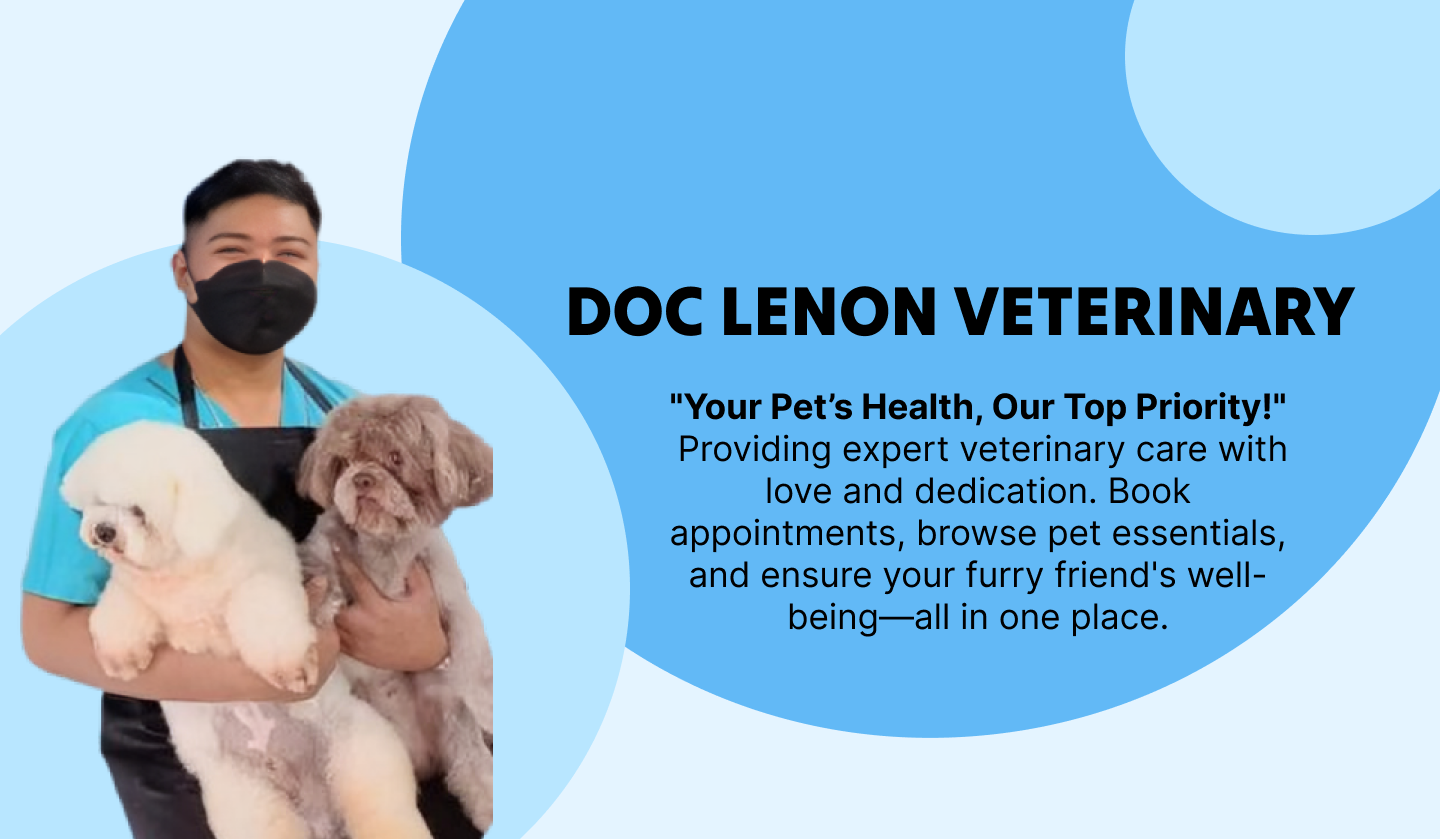 DOC LENON VETERINARY
"Your Pet’s Health, Our Top Priority!"
Providing expert veterinary care with
love and dedication. Book
appointments, browse pet essentials,
and ensure your furry friend's well-
being—all in one place.